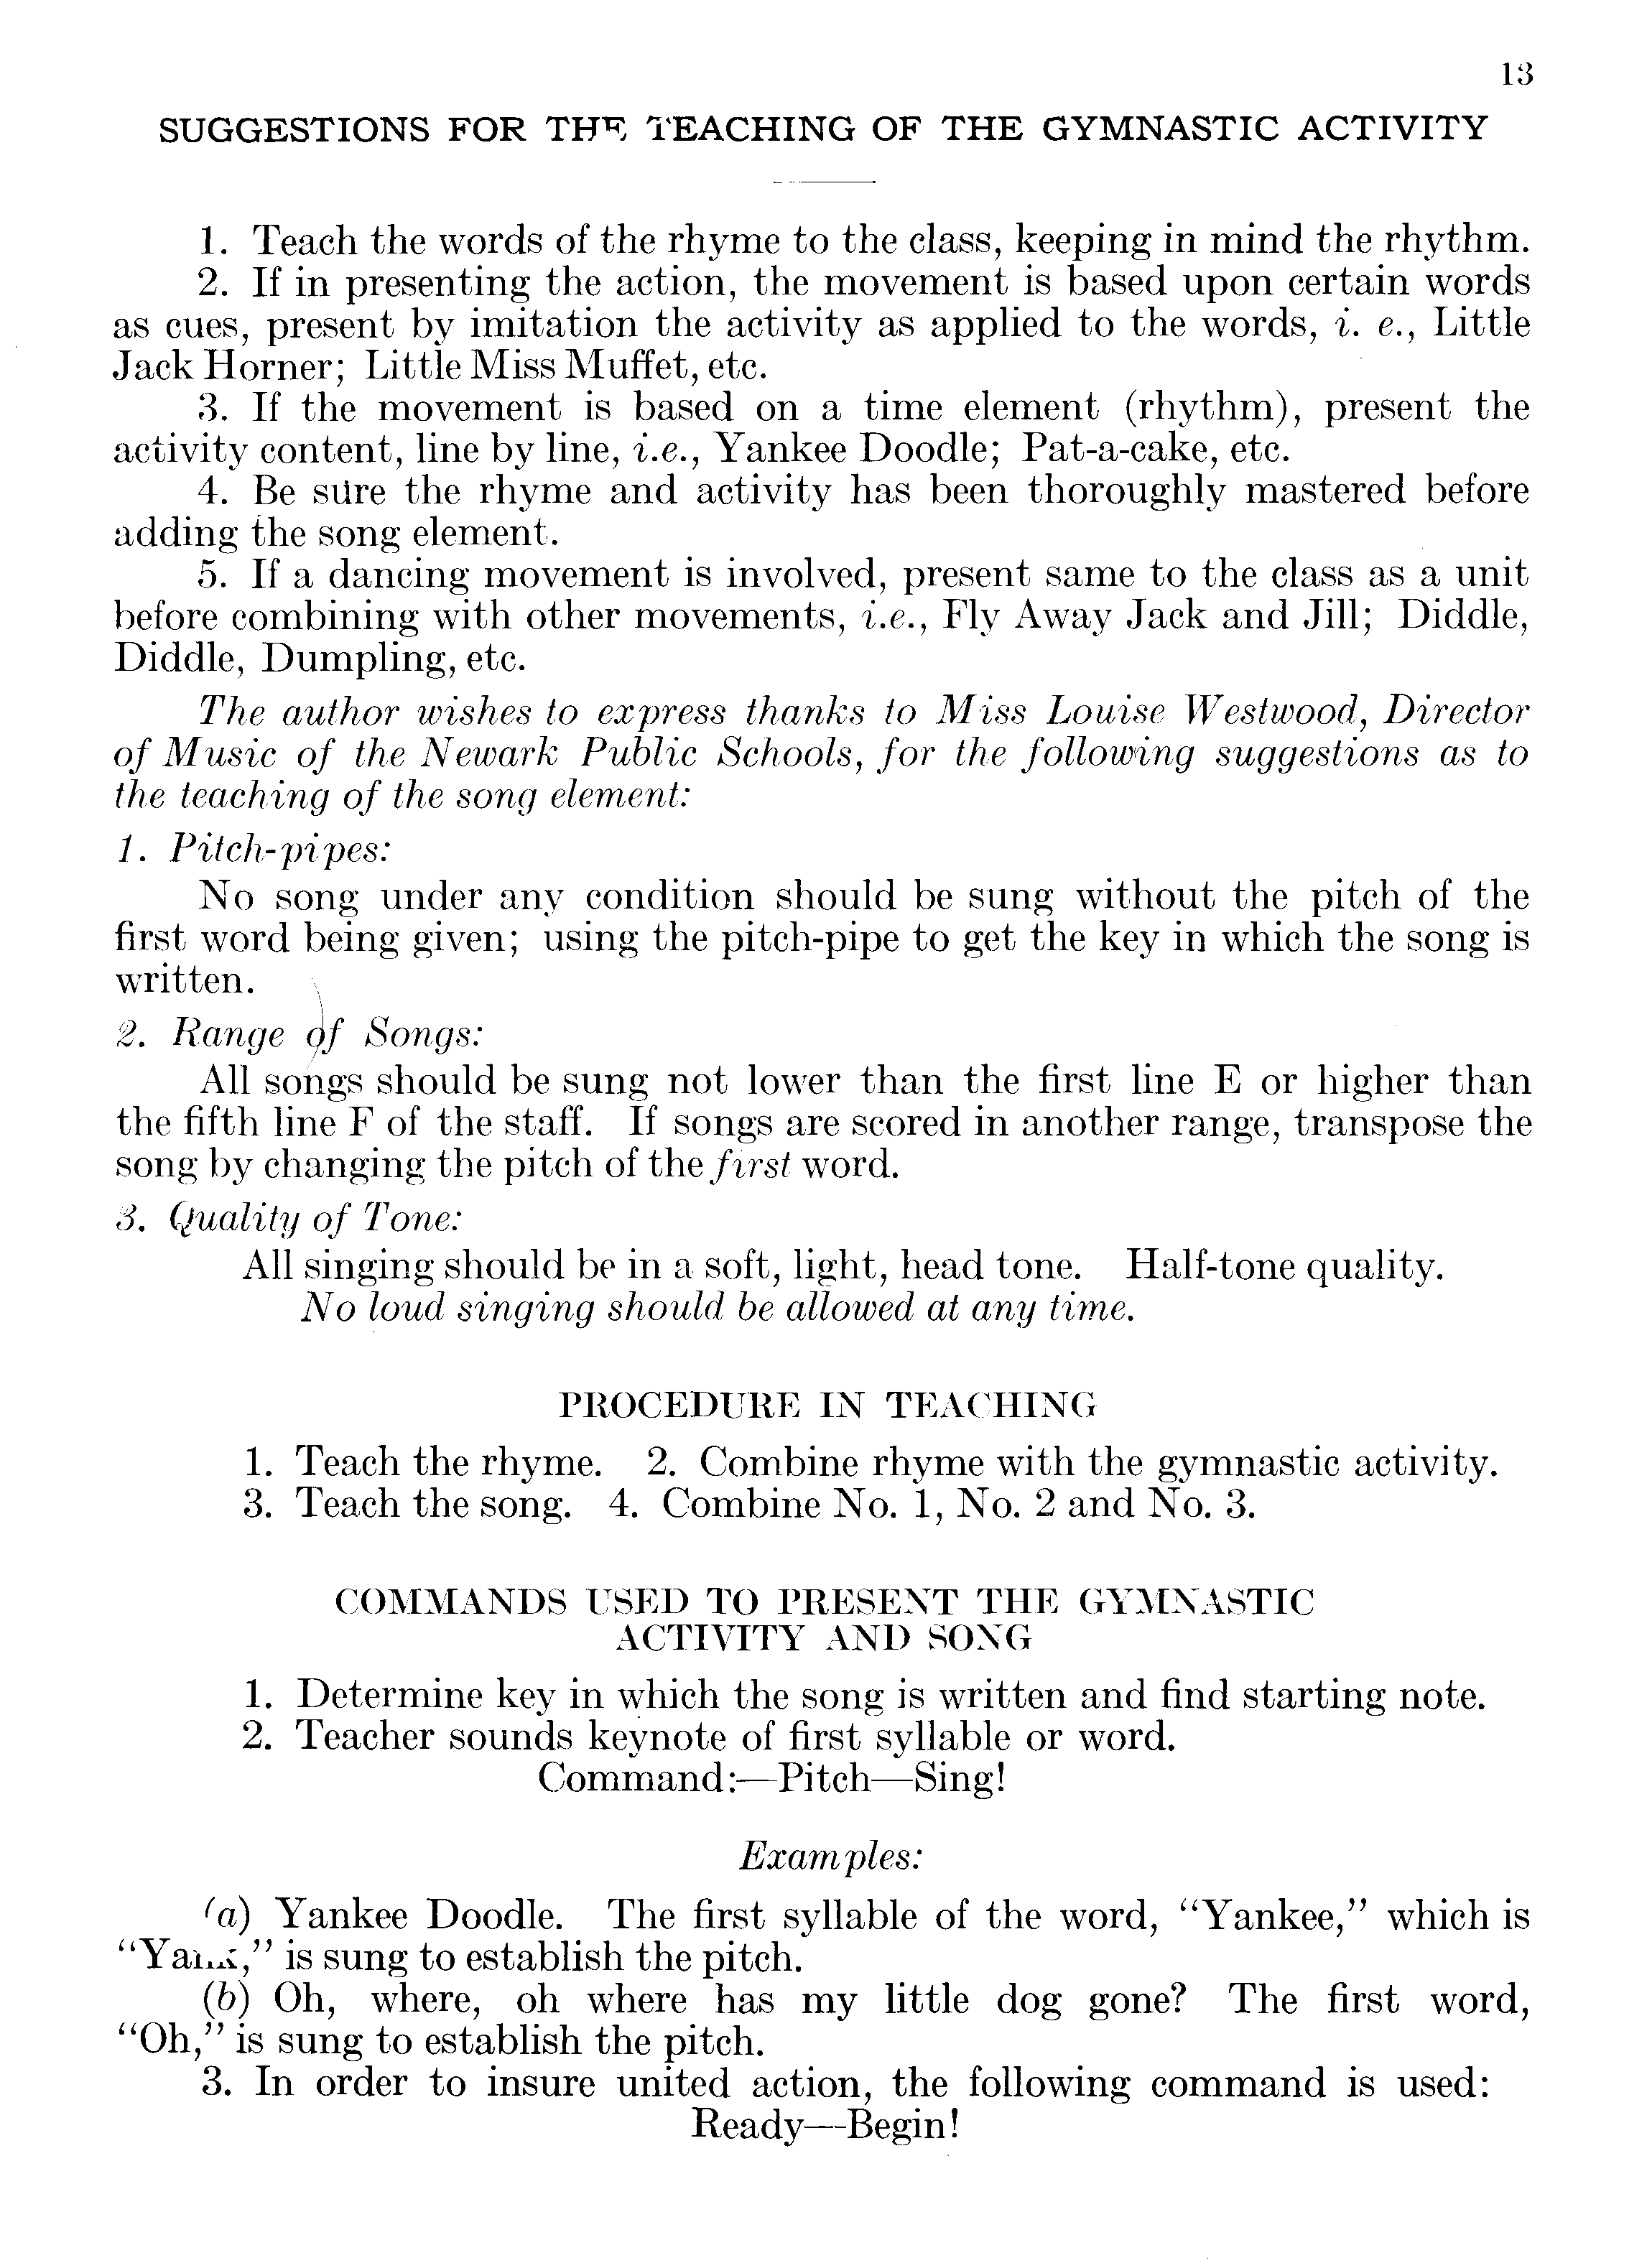 13
SUGGESTIONS FOR THE TEACHING OF THE GYMNASTIC ACTIVITY
1. Teach the words of the rhyme to the class, keeping in mind the rhythm.
2. If in presenting the action, the movement is based upon certain words
as cues, present by imitation the activity as applied to the words, i. e., Little
Jack Horner; Little Miss Muffet, etc.
3. If the movement is based on a time element (rhythm), present the
activity content, line by line, i.e., Yankee Doodle; Pat-a-cake, etc.
4. Be sure the rhyme and activity has been thoroughly mastered before
adding the song element.
5. If a dancing movement is involved, present same to the class as a unit
before combining with other movements, i.e., Fly Away Jack and Jill; Diddle,
Diddle, Dumpling, etc.
The author wishes to express thanks to Miss Louise Westwood, Director
of Music of the Newark Public Schools, for the following suggestions as to
the teaching of the song element:
1. Pitch-pipes:
No song under any condition should be sung without the pitch of the
first word being given; using the pitch-pipe to get the key in which the song is
written.
2. Range of Songs:
All songs should be sung not lower than the first line E or higher than
the fifth line F of the staff. If songs are scored in another range, transpose the
song by changing the pitch of the first word.
3. Quality of Tone:
All singing should be in a soft, light, head tone. Half-tone quality.
No loud singing should be allowed at any time.
PROCEDURE IN TEACHING
1. Teach the rhyme. 2. Combine rhyme with the gymnastic activity.
3. Teach the song. 4. Combine No. 1, No. 2 and No. 3.
COMMANDS USED TO PRESENT THE GYMNASTIC
ACTIVITY AND SONG
1. Determine key in which the song is written and find starting note.
2. Teacher sounds keynote of first syllable or word.
Command:—Pitch—Sing!
Examples:
(a) Yankee Doodle. The first syllable of the word, "Yankee," which is
"Yank," is sung to establish the pitch.
(b) Oh, where, oh where has my little dog gone? The first word,
"Oh," is sung to establish the pitch.
3. In order to insure united action, the following command is used:
Ready—Begin!